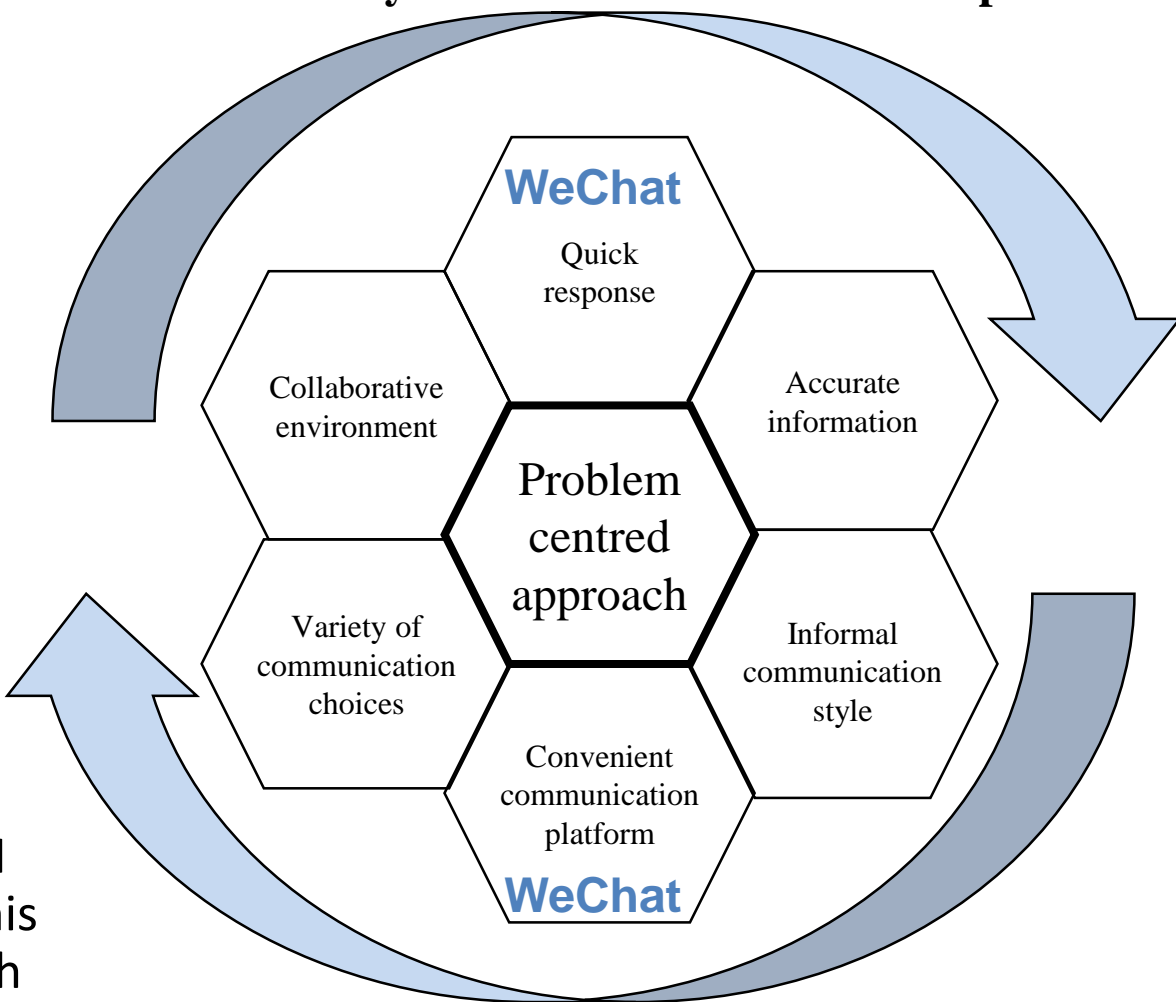 WeChat
Quick
response
Collaborative
environment
Accurate
information
Problem
centred
approach
Variety of
communication
choices
Informal
communication
style
Convenient
communication
platform
WeChat